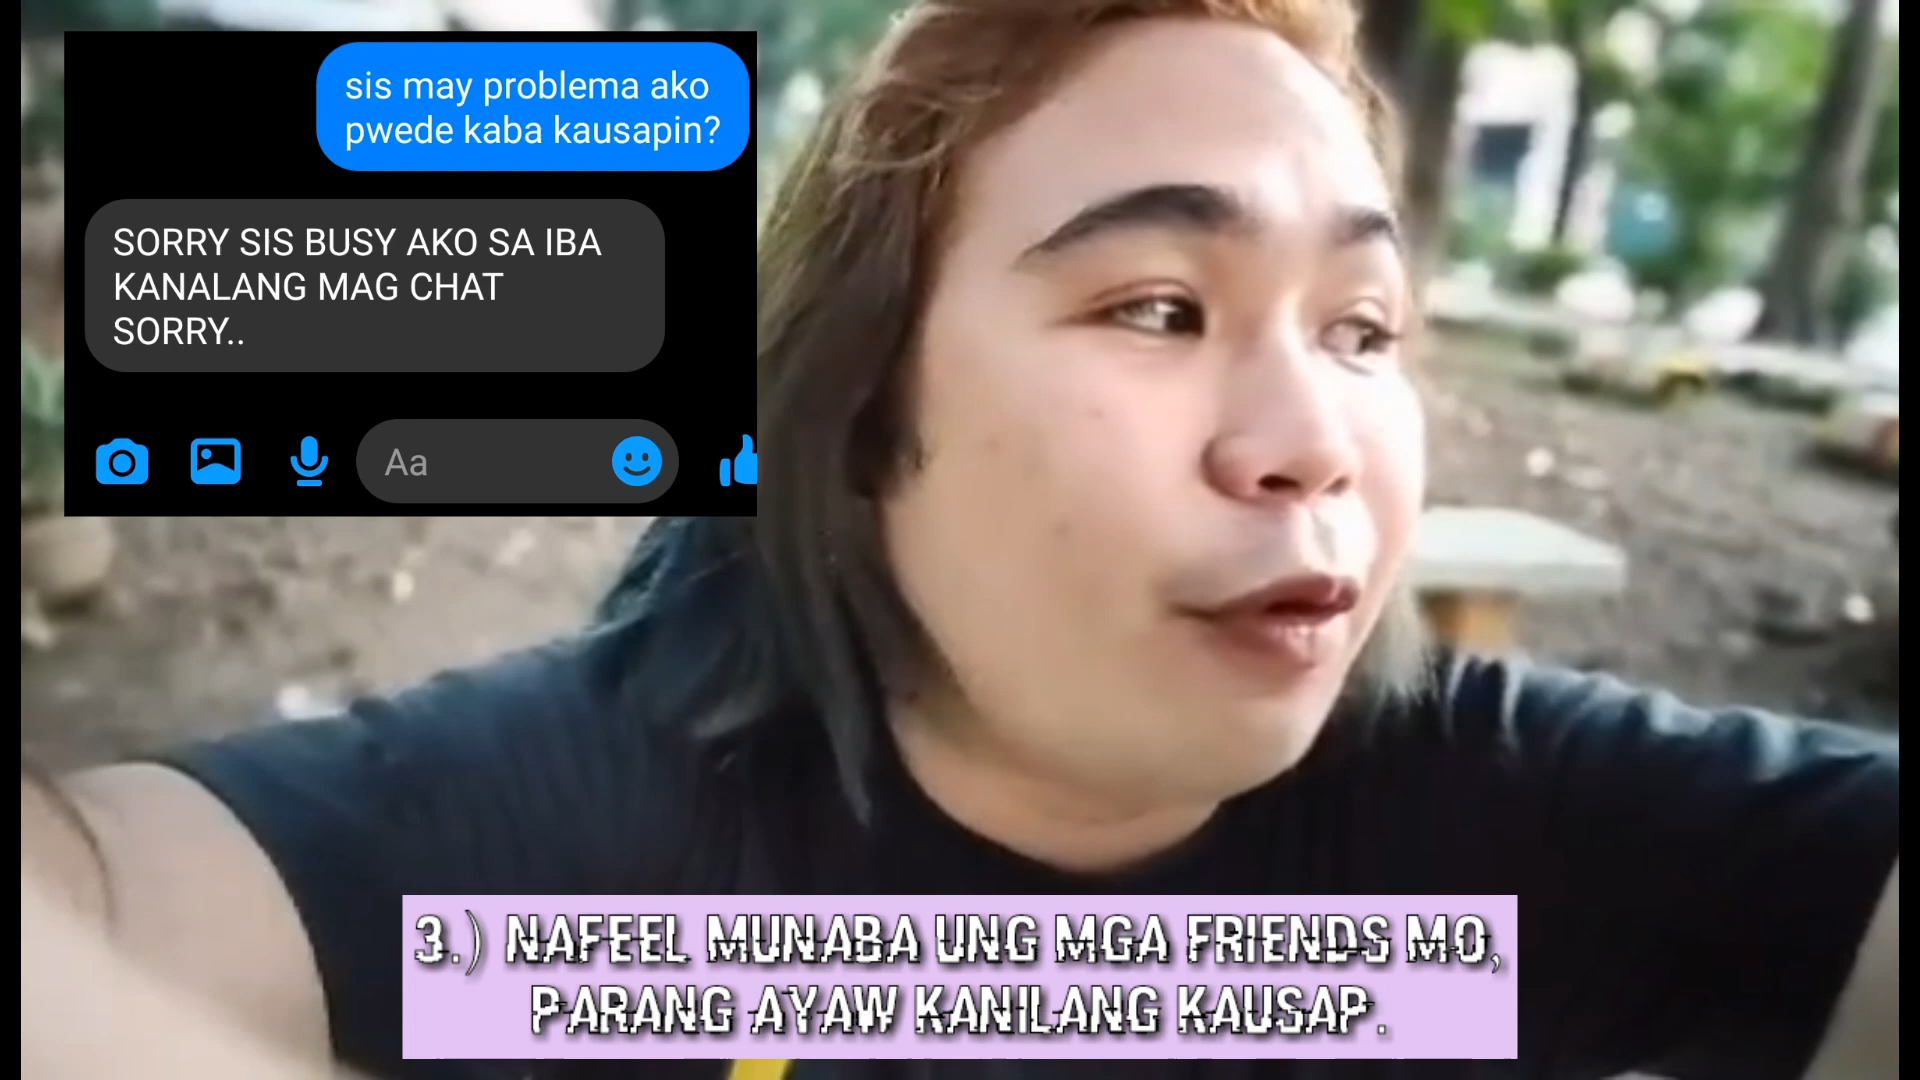 sis may problema ako
pwede kaba kausapin?
SORRY SIS BUSY AKO SA IBA
KANALANG MAG CHAT
SORRY..
Aa
3.) NAFEEL MUNABA UNG MGA FRIENDS MO,
PARANG AYAW KANILANG KAUSAP.